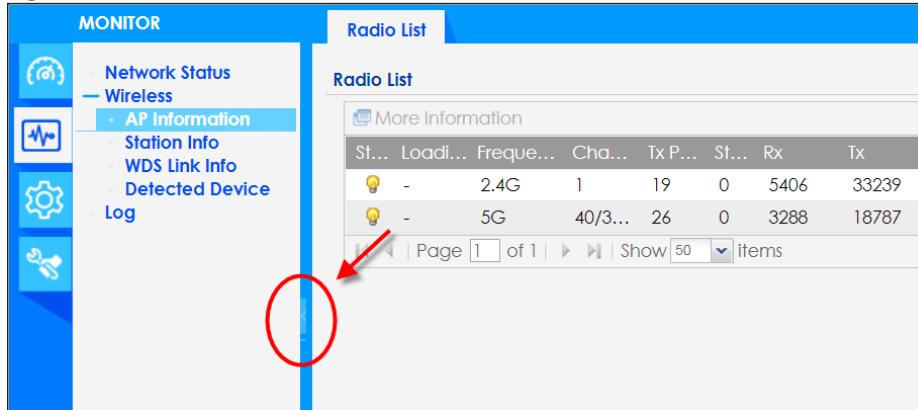 MONITOR
Radio List
Network Status
Wireless
AP Information
Station Info
WDS Link Info
Detected Device
Log
Radio List
More Information
St... Loadi... Freque... Cha... Tx P... St... Rx Tx
- 2.4G 1 19 0 5406 33239
- 5G 40/3... 26 0 3288 18787
Page 1 of 1 Show 50 items